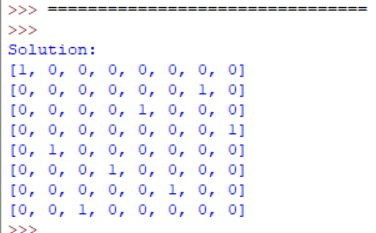 >>> ================================
>>>
Solution:
[1, 0, 0, 0, 0, 0, 0, 0]
[0, 0, 0, 0, 0, 0, 1, 0]
[0, 0, 0, 0, 1, 0, 0, 0]
[0, 0, 0, 0, 0, 0, 0, 1]
[0, 1, 0, 0, 0, 0, 0, 0]
[0, 0, 0, 1, 0, 0, 0, 0]
[0, 0, 0, 0, 0, 1, 0, 0]
[0, 0, 1, 0, 0, 0, 0, 0]
>>>